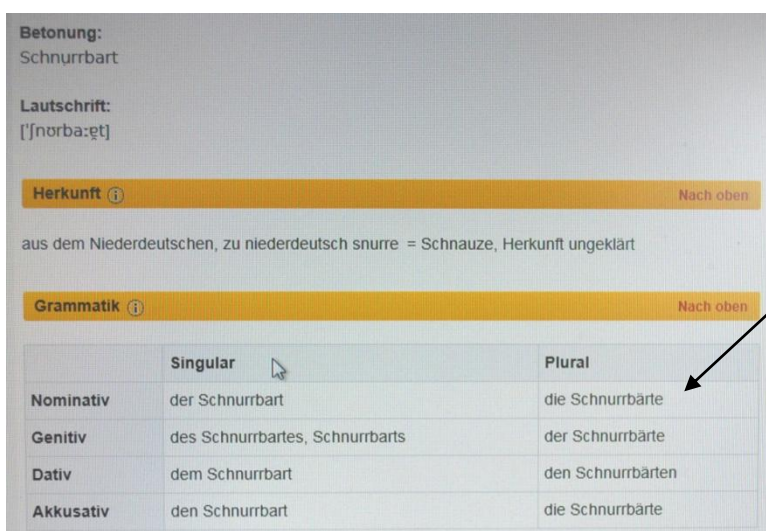 Betonung:
Schnurrbart
Lautschrift:
['ʃnʊrbaːɐ̯t]
Herkunft i Nach oben
aus dem Niederdeutschen, zu niederdeutsch snurre = Schnauze, Herkunft ungeklärt
Grammatik i Nach oben
Singular Plural
Nominativ der Schnurrbart die Schnurrbärte
Genitiv des Schnurrbartes, Schnurrbarts der Schnurrbärte
Dativ dem Schnurrbart den Schnurrbärten
Akkusativ den Schnurrbart die Schnurrbärte